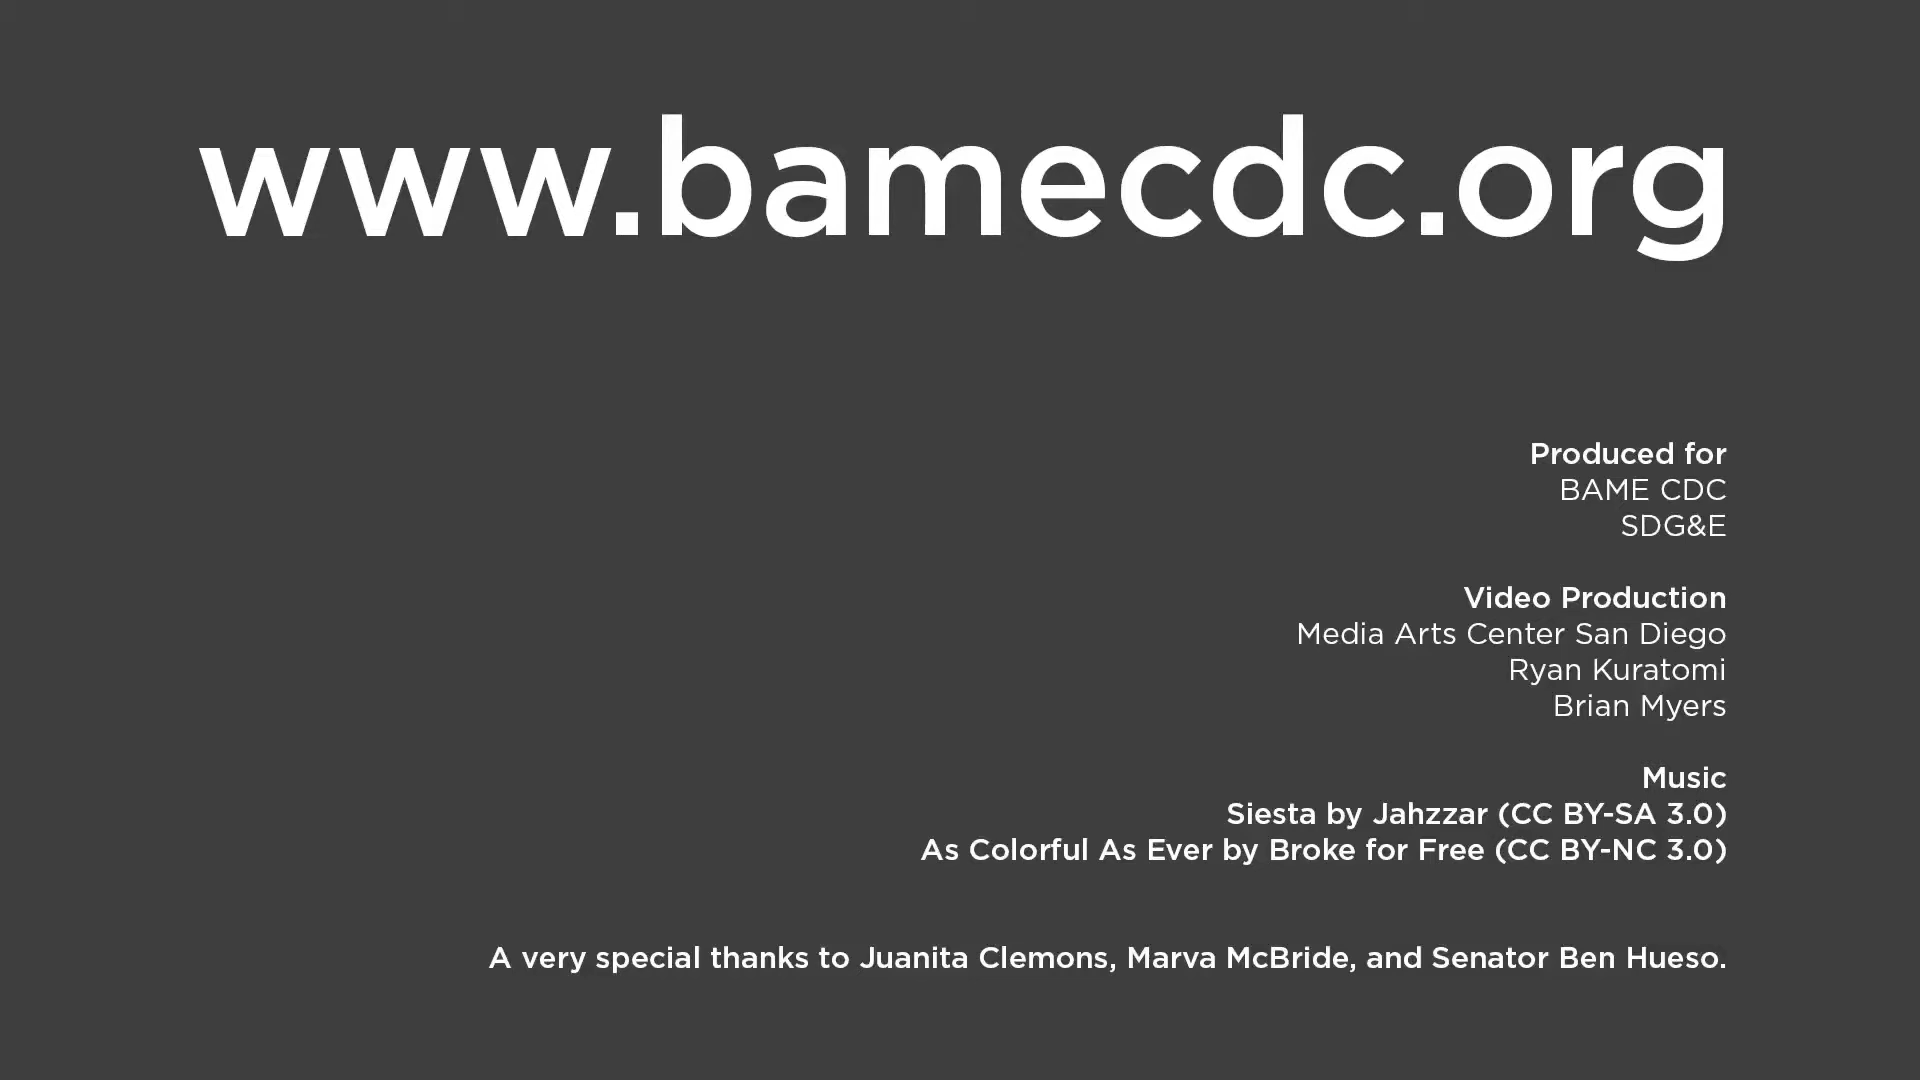 www.bamecdc.org
Produced for
BAME CDC
SDG&E
Video Production
Media Arts Center San Diego
Ryan Kuratomi
Brian Myers
Music
Siesta by Jahzzar (CC BY-SA 3.0)
As Colorful As Ever by Broke for Free (CC BY-NC 3.0)
A very special thanks to Juanita Clemons, Marva McBride, and Senator Ben Hueso.